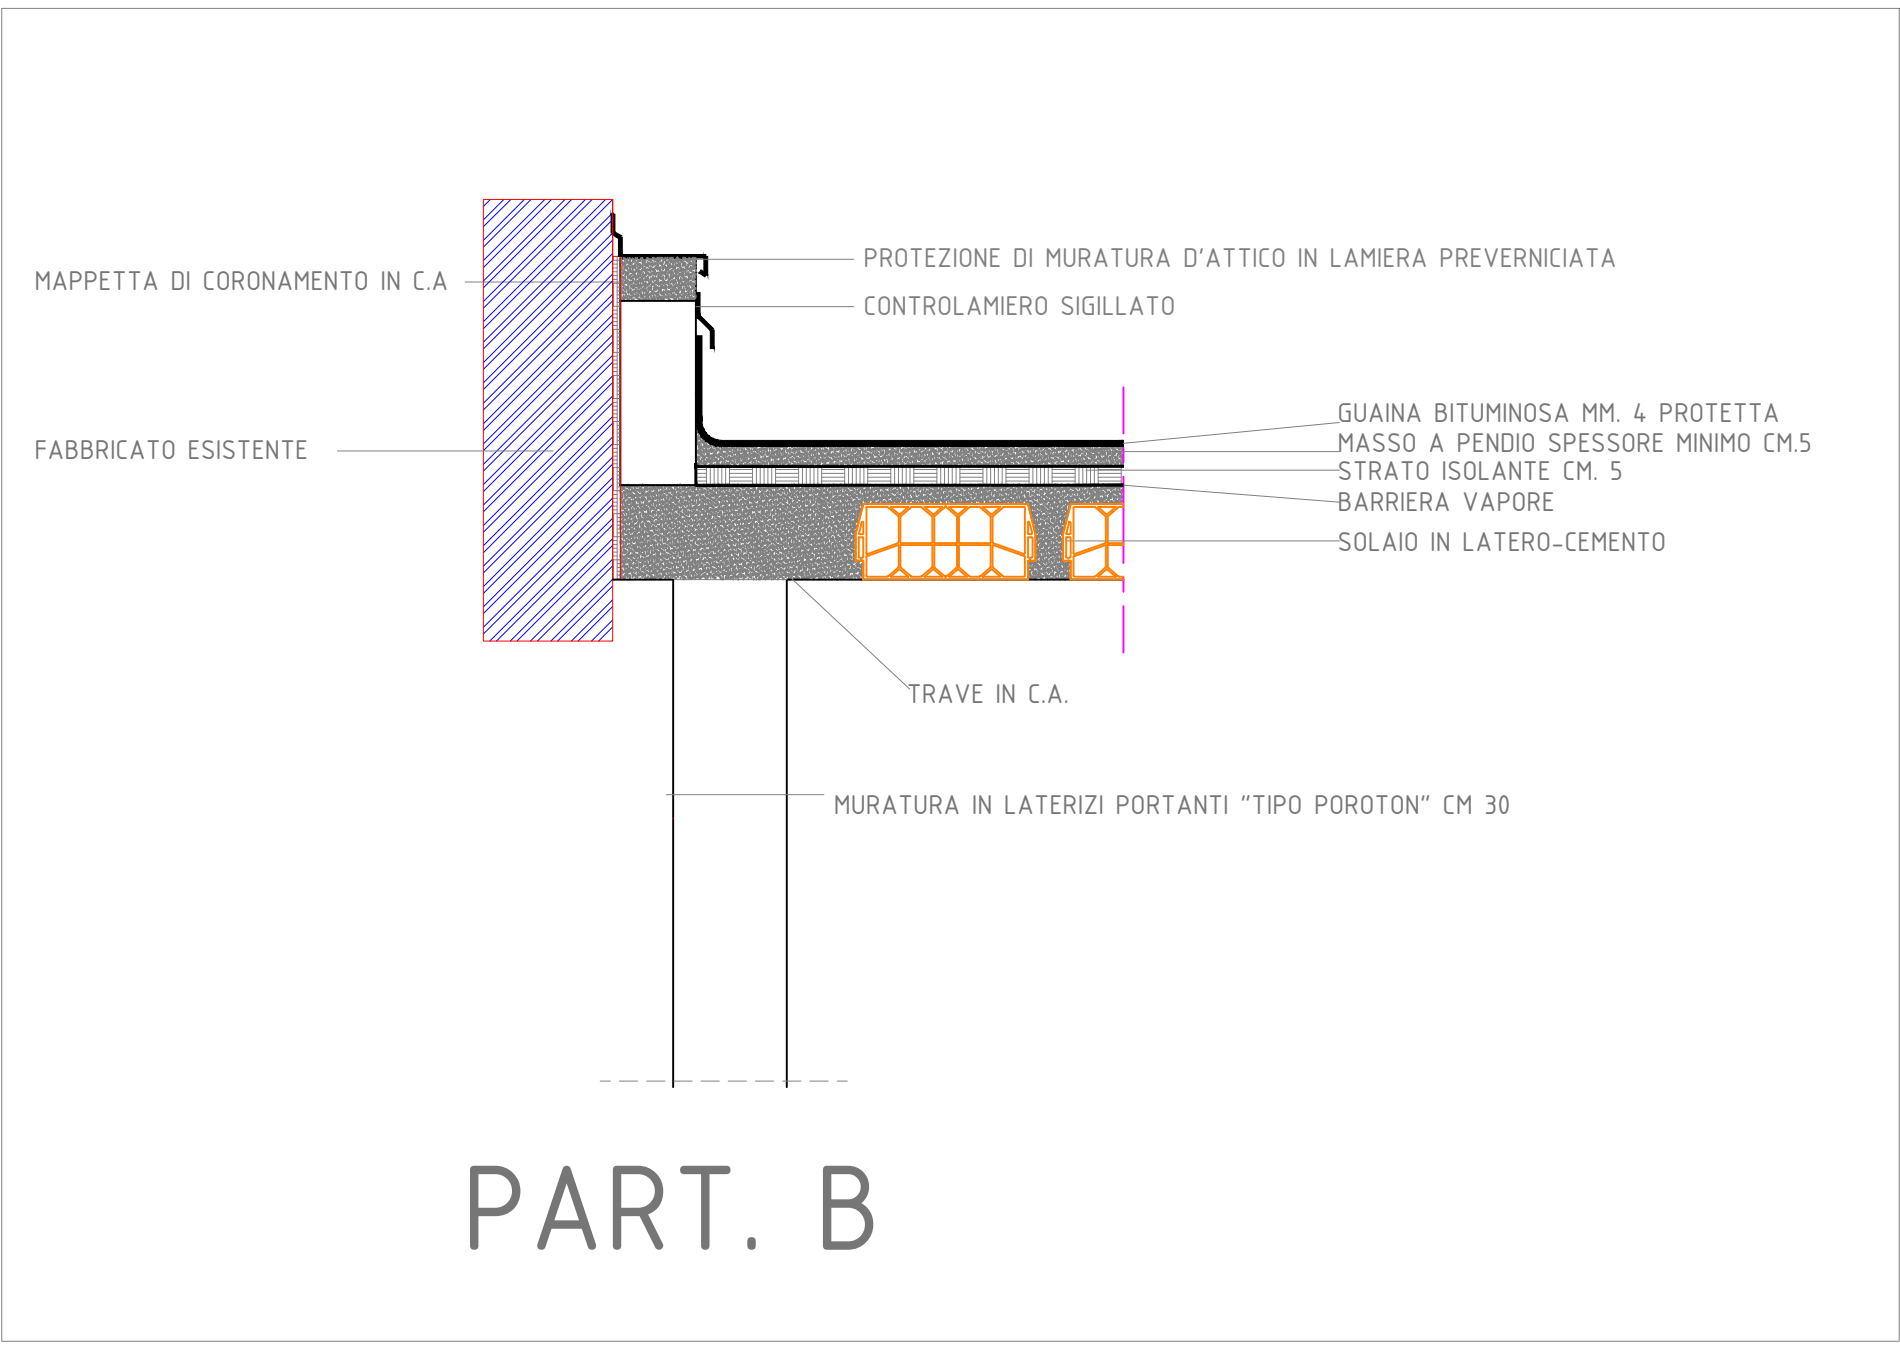 PROTEZIONE DI MURATURA D'ATTICO IN LAMIERA PREVERNICIATA
MAPPETTA DI CORONAMENTO IN C.A
CONTROLAMIERO SIGILLATO
GUAINA BITUMINOSA MM. 4 PROTETTA
MASSO A PENDIO SPESSORE MINIMO CM.5
FABBRICATO ESISTENTE
STRATO ISOLANTE CM. 5
BARRIERA VAPORE
SOLAIO IN LATERO-CEMENTO
TRAVE IN C.A.
MURATURA IN LATERIZI PORTANTI "TIPO POROTON" CM 30
PART. B